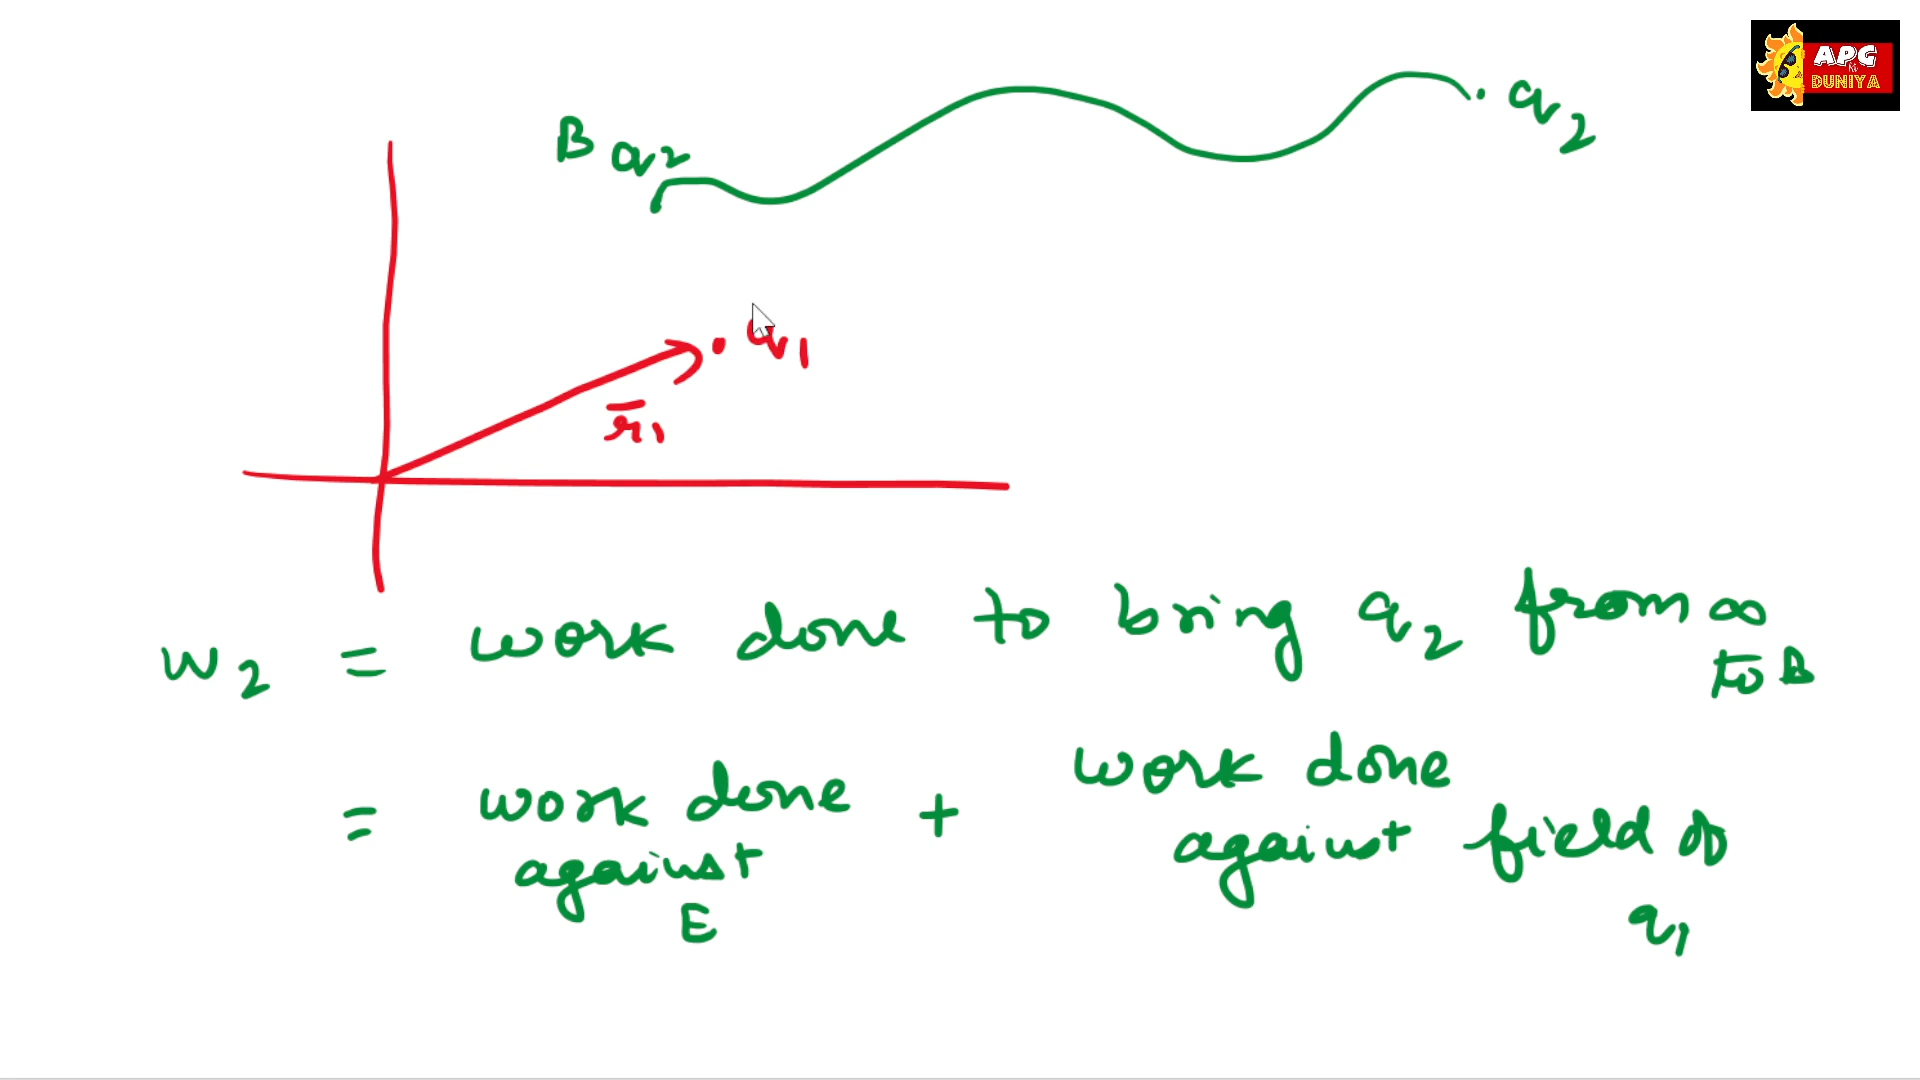 APG
ki
DUNIYA
B q2
q2
q1
r̄1
w2 = work done to bring q2 from ∞
to B
= work done + work done
against E against field of
q1